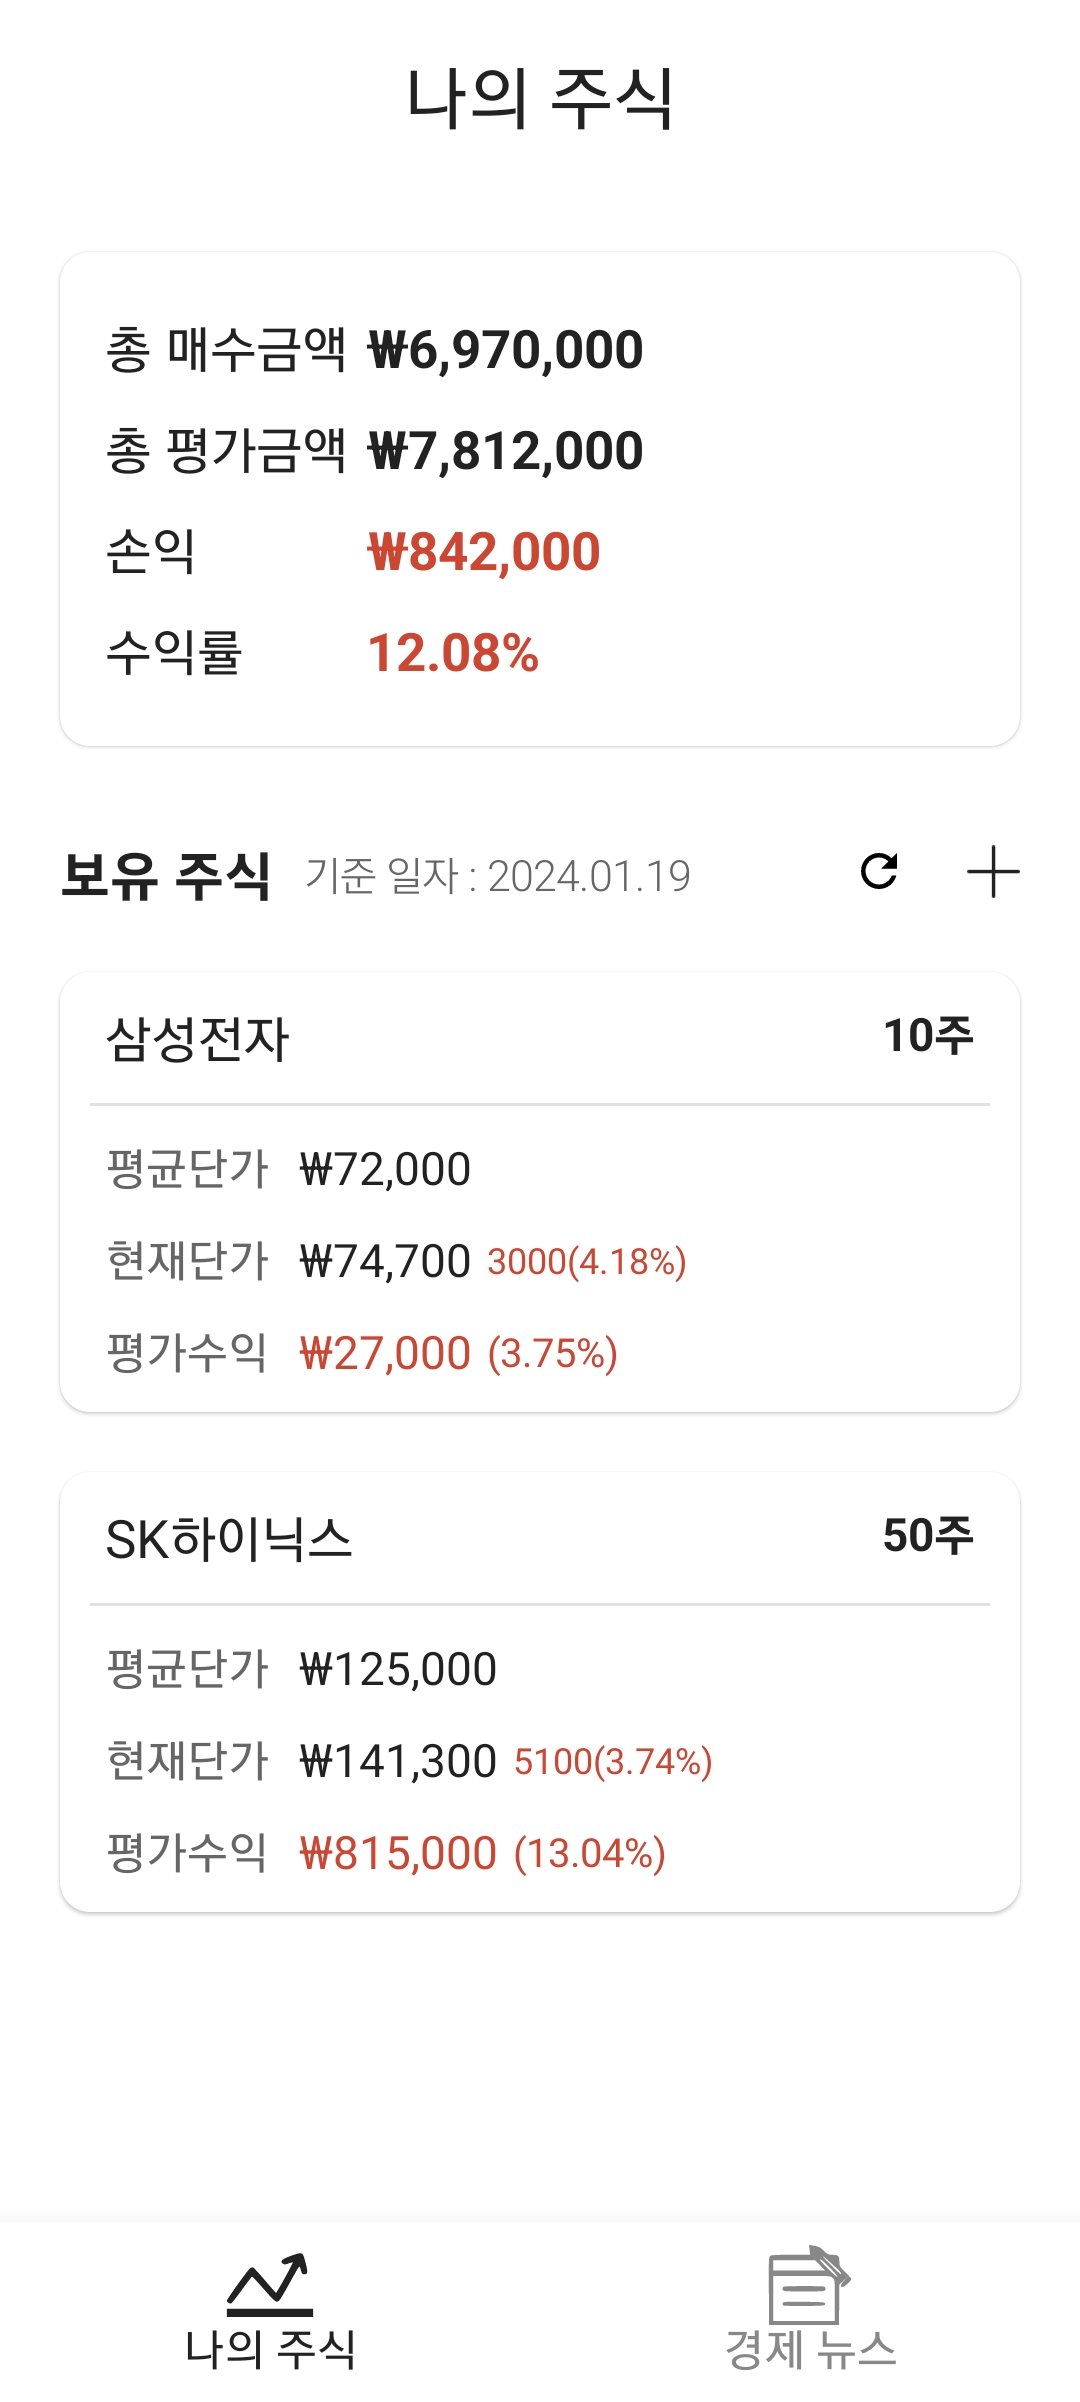 나의 주식
총 매수금액 ₩6,970,000
총 평가금액 ₩7,812,000
손익 ₩842,000
수익률 12.08%
보유 주식 기준 일자 : 2024.01.19
삼성전자 10주
평균단가 ₩72,000
현재단가 ₩74,700 3000(4.18%)
평가수익 ₩27,000 (3.75%)
SK하이닉스 50주
평균단가 ₩125,000
현재단가 ₩141,300 5100(3.74%)
평가수익 ₩815,000 (13.04%)
나의 주식 경제 뉴스